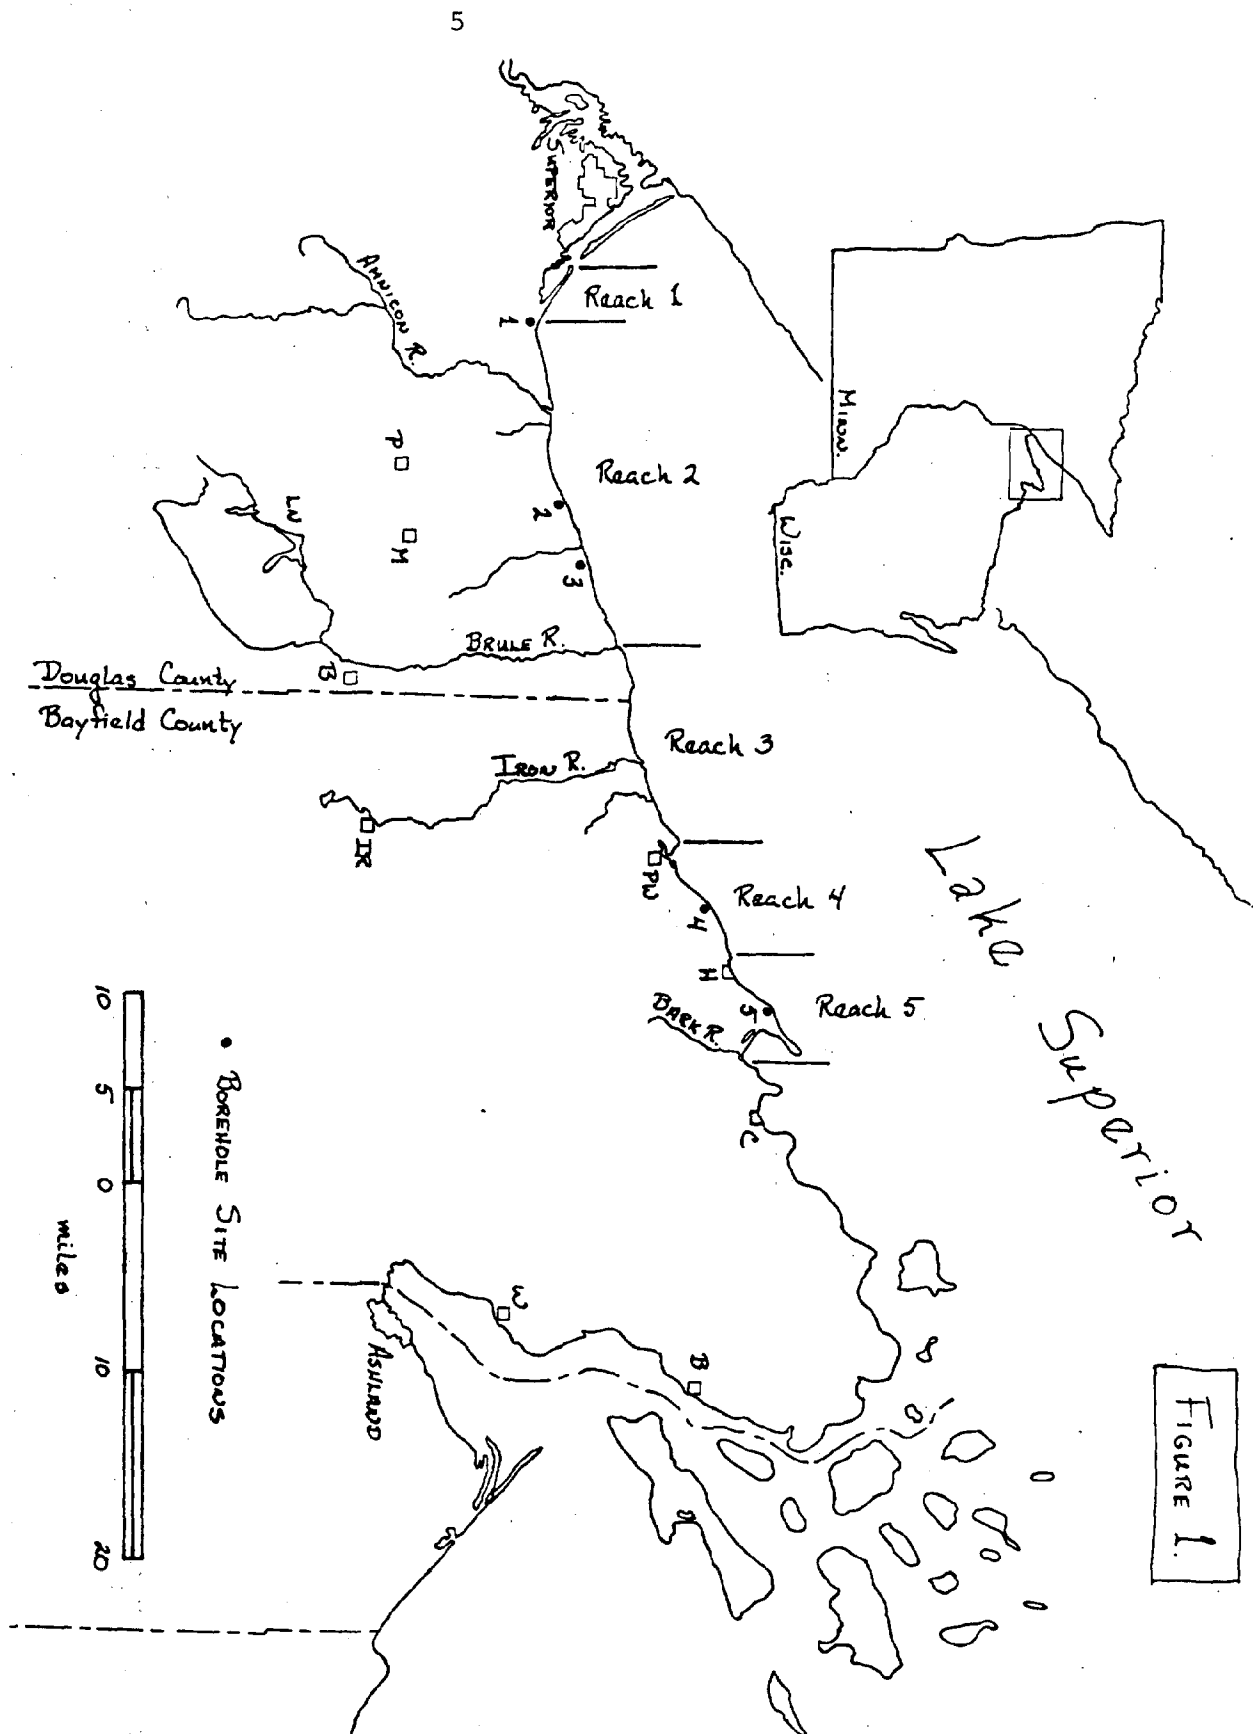 5
SUPERIOR
AMNICON R.
Reach 1
1
MINN.
WISC.
P
M
LN
Reach 2
2
3
BRULE R.
B
Douglas County
Bayfield County
Reach 3
IRON R.
IR
PW
Reach 4
4
H
Reach 5
5
BARK R.
C
Lake Superior
W
B
ASHLAND
FIGURE 1.
• BOREHOLE SITE LOCATIONS
10 5 0 10 20
miles